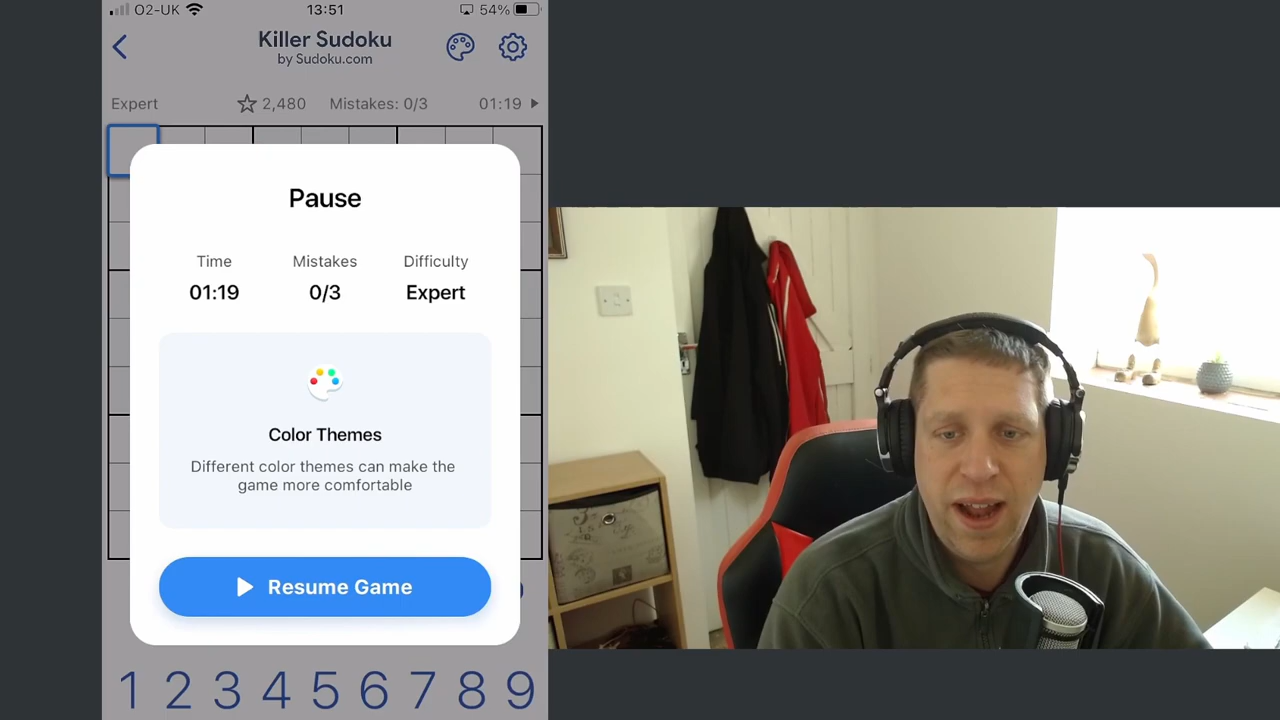 O2-UK 13:51 54%
Killer Sudoku
by Sudoku.com
Expert 2,480 Mistakes: 0/3 01:19
Pause
Time Mistakes Difficulty
01:19 0/3 Expert
Color Themes
Different color themes can make the
game more comfortable
Resume Game
1 2 3 4 5 6 7 8 9